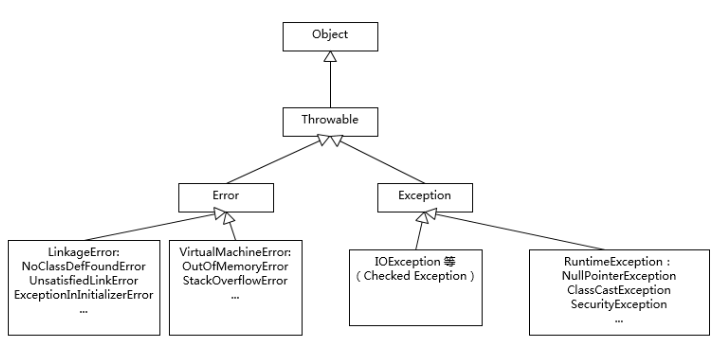 Object
Throwable
Error
Exception
LinkageError:
NoClassDefFoundError
UnsatisfiedLinkError
ExceptionInInitializerError
...
VirtualMachineError:
OutOfMemoryError
StackOverflowError
...
IOException 等
（Checked Exception）
RuntimeException：
NullPointerException
ClassCastException
SecurityException
...